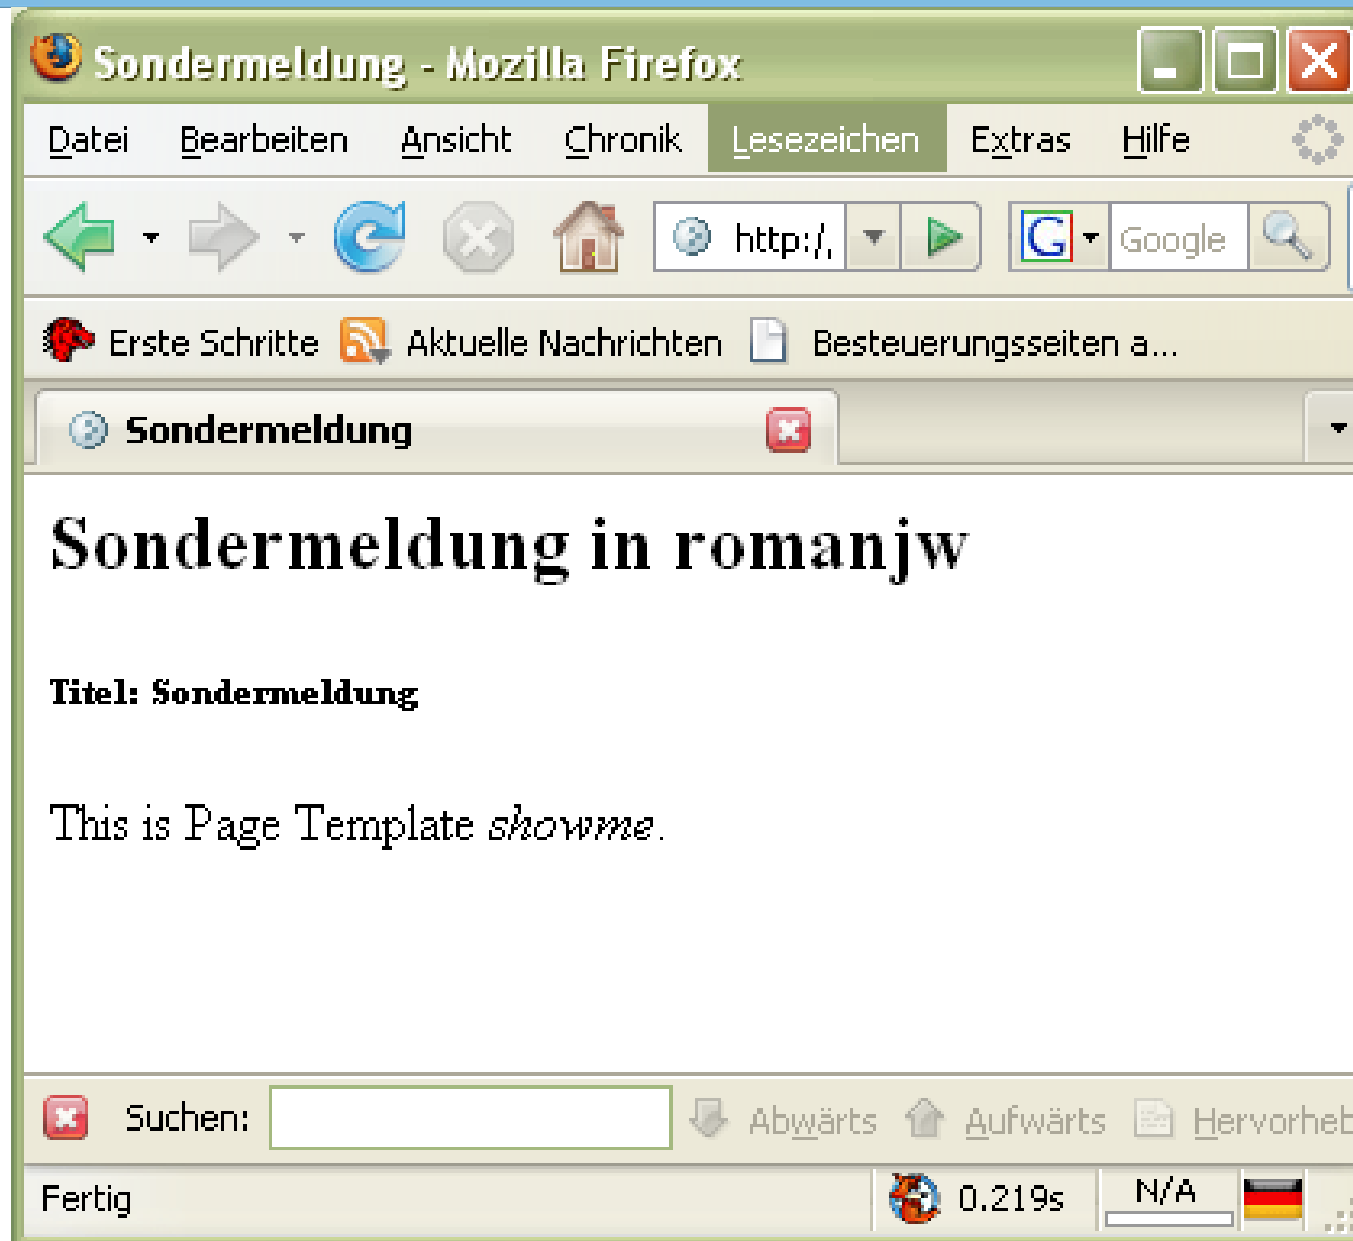 Sondermeldung - Mozilla Firefox
Datei Bearbeiten Ansicht Chronik Lesezeichen Extras Hilfe
http:/, G Google
Erste Schritte Aktuelle Nachrichten Besteuerungsseiten a...
Sondermeldung
Sondermeldung in romanjw
Titel: Sondermeldung
This is Page Template showme.
Suchen: Abwärts Aufwärts Hervorheb
Fertig 0.219s N/A